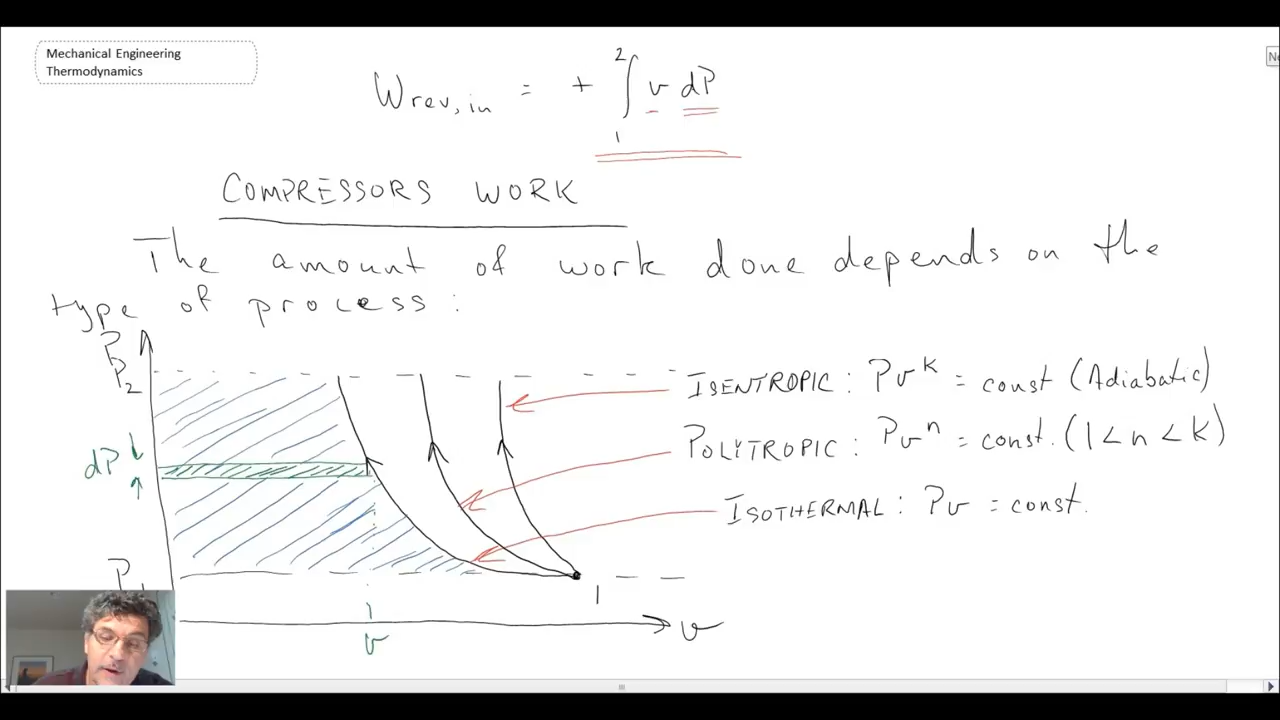 Mechanical Engineering
Thermodynamics
Wrev,in = + ∫₁² v dP
COMPRESSORS WORK
The amount of work done depends on the
type of process:
P
P2
ISENTROPIC: Pv^k = const (Adiabatic)
POLYTROPIC: Pv^n = const. (1<n<k)
dP
ISOTHERMAL: Pv = const.
P1
1
v
v